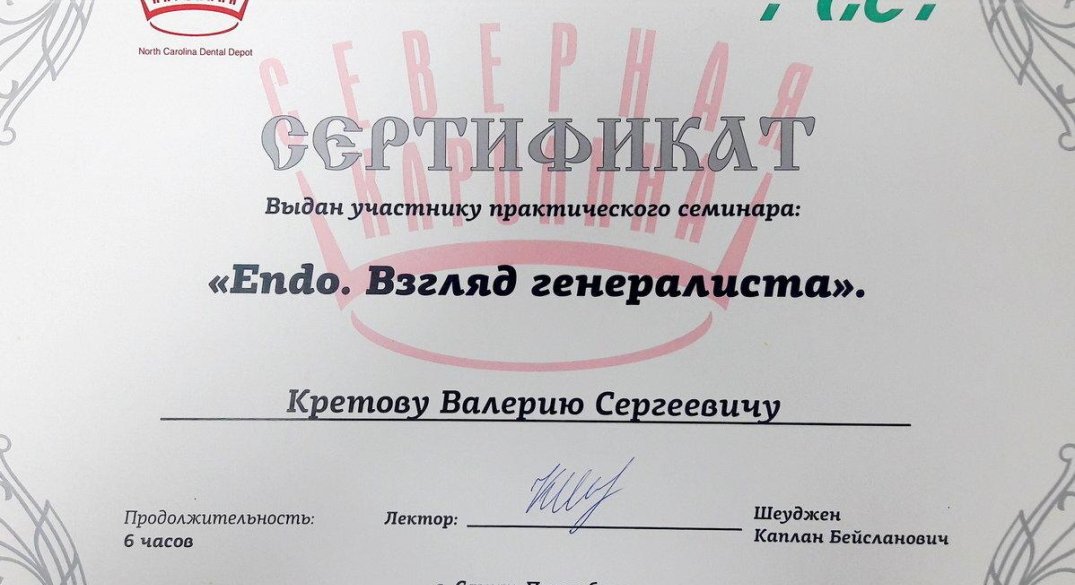 North Carolina Dental Depot
СЕВЕРНАЯ
КАРОЛИНА
СЕРТИФИКАТ
Выдан участнику практического семинара:
«Endo. Взгляд генералиста».
Кретову Валерию Сергеевичу
Продолжительность:
6 часов
Лектор:
Шеуджен
Каплан Бейсланович